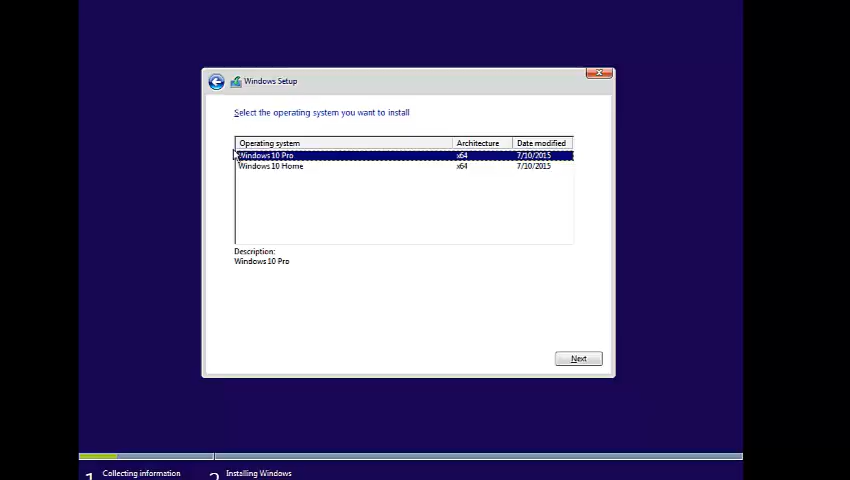 Windows Setup
Select the operating system you want to install
Operating system Architecture Date modified
Windows 10 Pro x64 7/10/2015
Windows 10 Home x64 7/10/2015
Description:
Windows 10 Pro
Next
1 Collecting information 2 Installing Windows